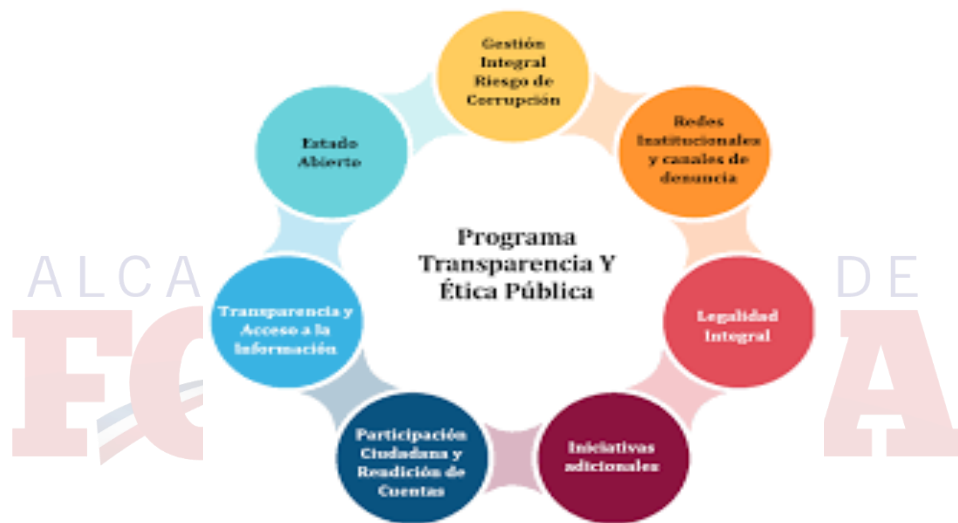 Gestión
Integral
Riesgo de
Corrupción
Redes
Institucionales
y canales de
denuncia
Estado
Abierto
Programa
Transparencia Y
Ética Pública
ALCA
DE
Transparencia y
Acceso a la
Información
Legalidad
Integral
FO
A
Participación
Ciudadana y
Rendición de
Cuentas
Iniciativas
adicionales